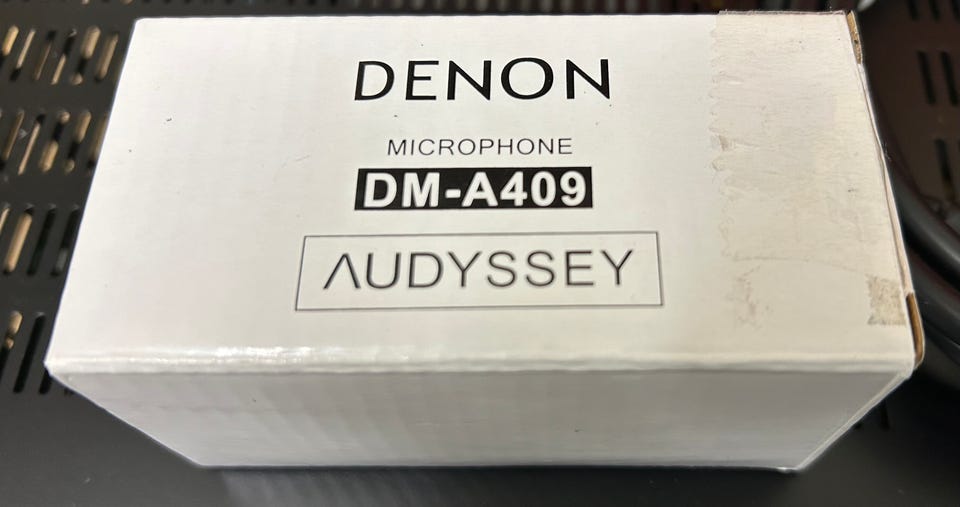 DENON
MICROPHONE
DM-A409
AUDYSSEY